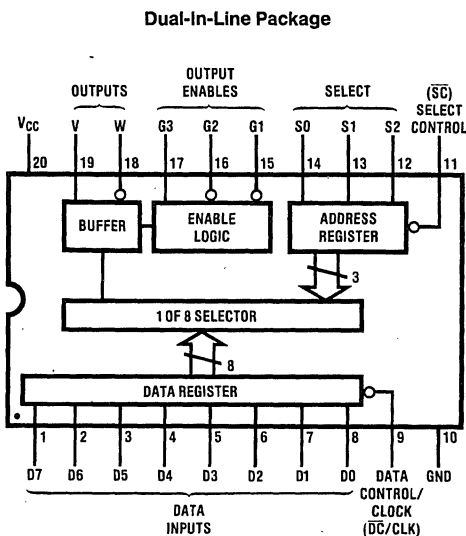 Dual-In-Line Package
OUTPUTS
OUTPUT
ENABLES
SELECT
(S̅C̅)
SELECT
CONTROL
VCC
V
W
G3
G2
G1
S0
S1
S2
20
19
18
17
16
15
14
13
12
11
BUFFER
ENABLE
LOGIC
ADDRESS
REGISTER
3
1 OF 8 SELECTOR
8
DATA REGISTER
1
2
3
4
5
6
7
8
9
10
D7
D6
D5
D4
D3
D2
D1
D0
DATA
CONTROL/
CLOCK
(D̅C̅/CLK)
GND
DATA
INPUTS